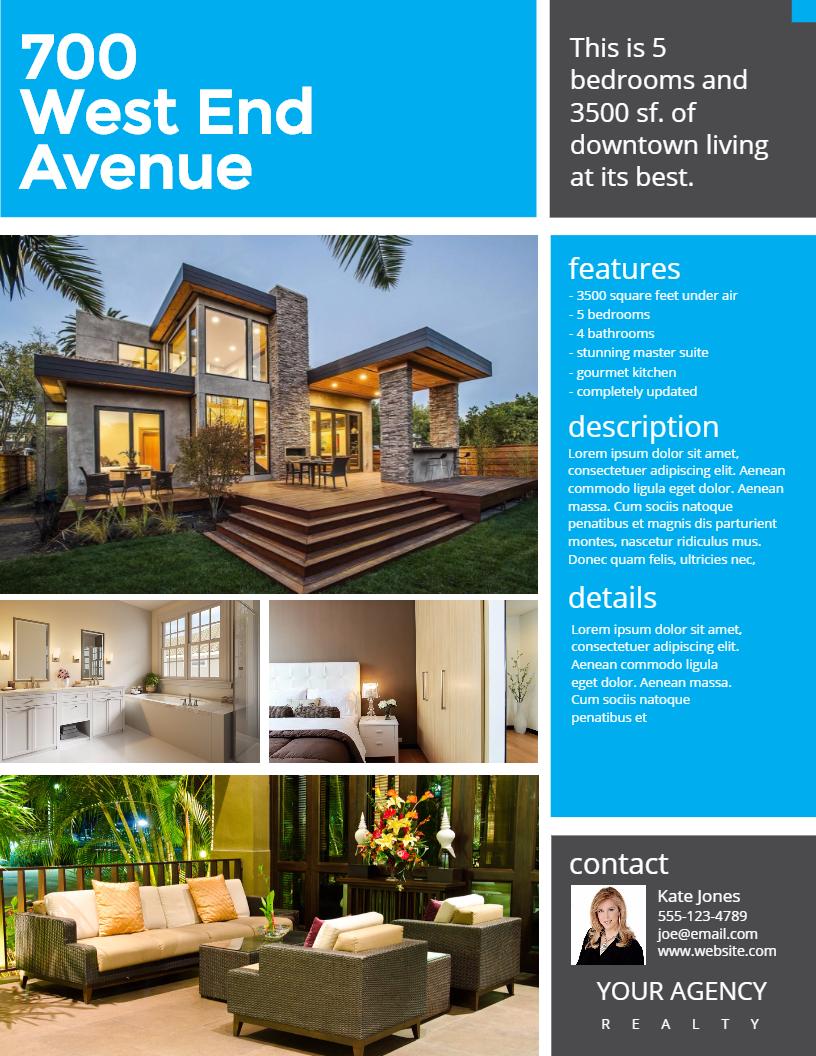 700
West End
Avenue
This is 5
bedrooms and
3500 sf. of
downtown living
at its best.
features
- 3500 square feet under air
- 5 bedrooms
- 4 bathrooms
- stunning master suite
- gourmet kitchen
- completely updated
description
Lorem ipsum dolor sit amet,
consectetuer adipiscing elit. Aenean
commodo ligula eget dolor. Aenean
massa. Cum sociis natoque
penatibus et magnis dis parturient
montes, nascetur ridiculus mus.
Donec quam felis, ultricies nec,
details
Lorem ipsum dolor sit amet,
consectetuer adipiscing elit.
Aenean commodo ligula
eget dolor. Aenean massa.
Cum sociis natoque
penatibus et
contact
Kate Jones
555-123-4789
joe@email.com
www.website.com
YOUR AGENCY
REALTY